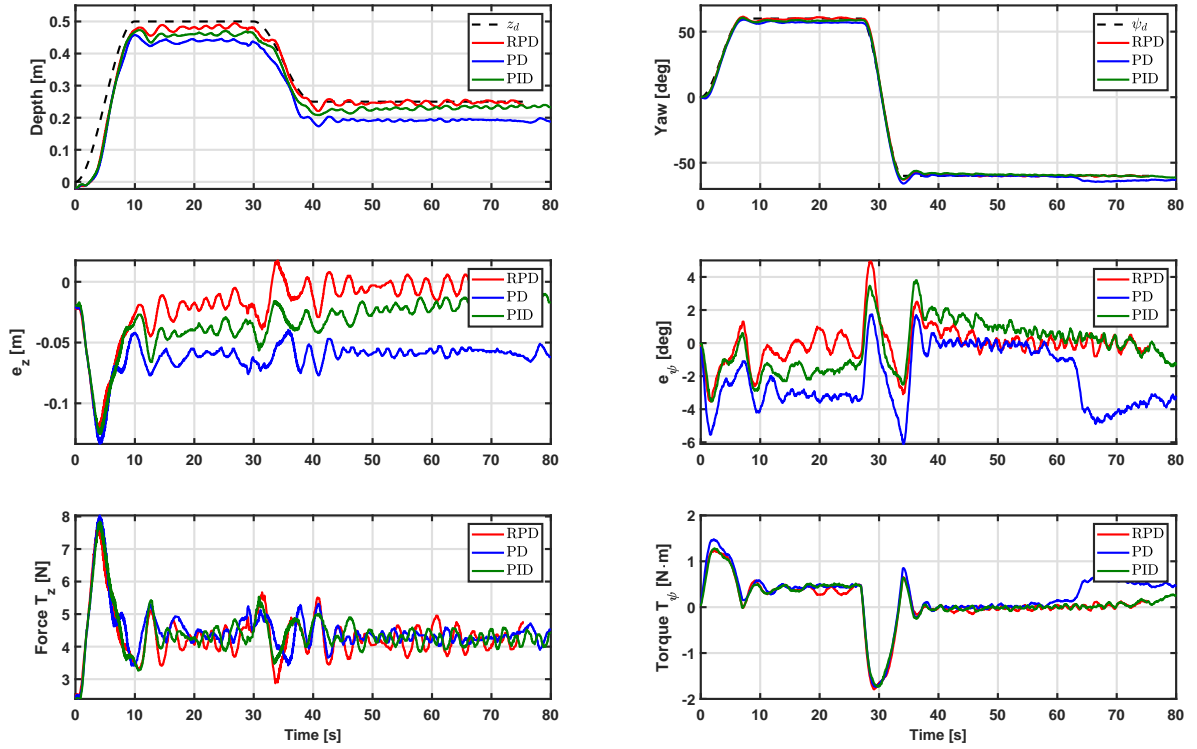 0.5
0.4
0.3
0.2
0.1
0
Depth [m]
0 10 20 30 40 50 60 70 80
z_d
RPD
PD
PID
50
0
-50
Yaw [deg]
0 10 20 30 40 50 60 70 80
ψ_d
RPD
PD
PID
0
-0.05
-0.1
e_z [m]
0 10 20 30 40 50 60 70 80
RPD
PD
PID
4
2
0
-2
-4
-6
e_ψ [deg]
0 10 20 30 40 50 60 70 80
RPD
PD
PID
8
7
6
5
4
3
Force T_z [N]
0 10 20 30 40 50 60 70 80
Time [s]
RPD
PD
PID
2
1
0
-1
-2
Torque T_ψ [N·m]
0 10 20 30 40 50 60 70 80
Time [s]
RPD
PD
PID